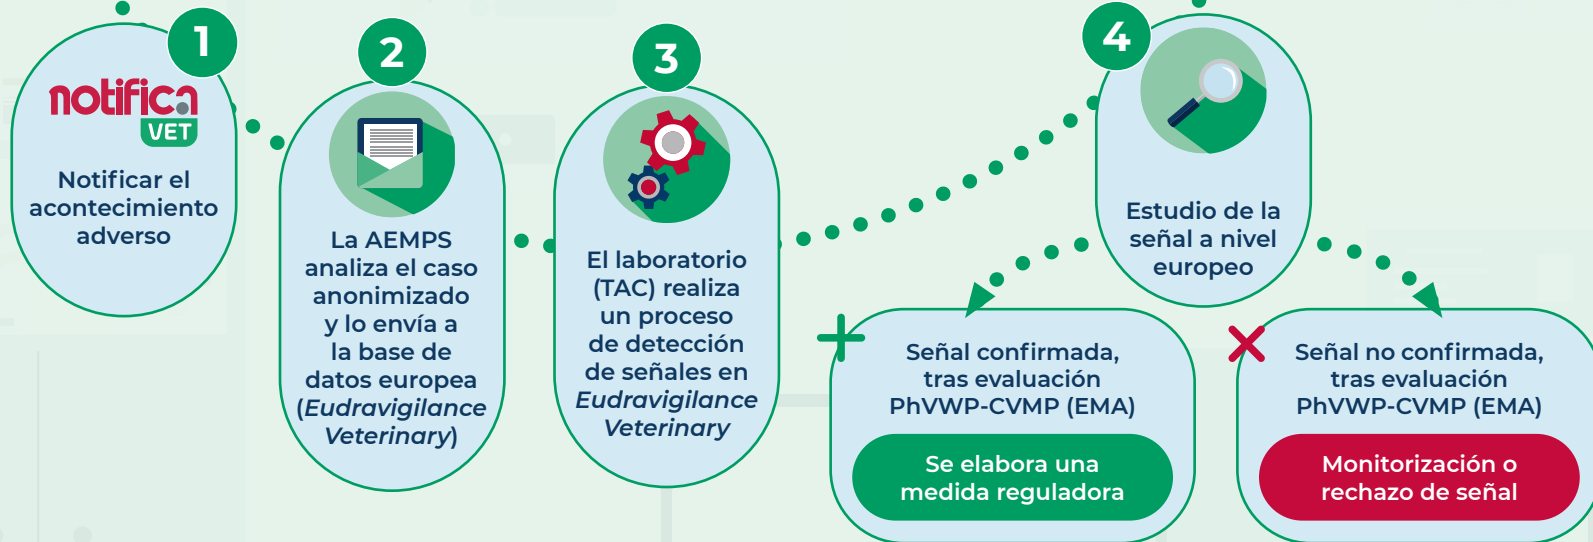 1
notifica
VET
Notificar el
acontecimiento
adverso
2
La AEMPS
analiza el caso
anonimizado
y lo envía a
la base de
datos europea
(Eudravigilance
Veterinary)
3
El laboratorio
(TAC) realiza
un proceso
de detección
de señales en
Eudravigilance
Veterinary
4
Estudio de la
señal a nivel
europeo
Señal confirmada,
tras evaluación
PhVWP-CVMP (EMA)
Se elabora una
medida reguladora
Señal no confirmada,
tras evaluación
PhVWP-CVMP (EMA)
Monitorización o
rechazo de señal